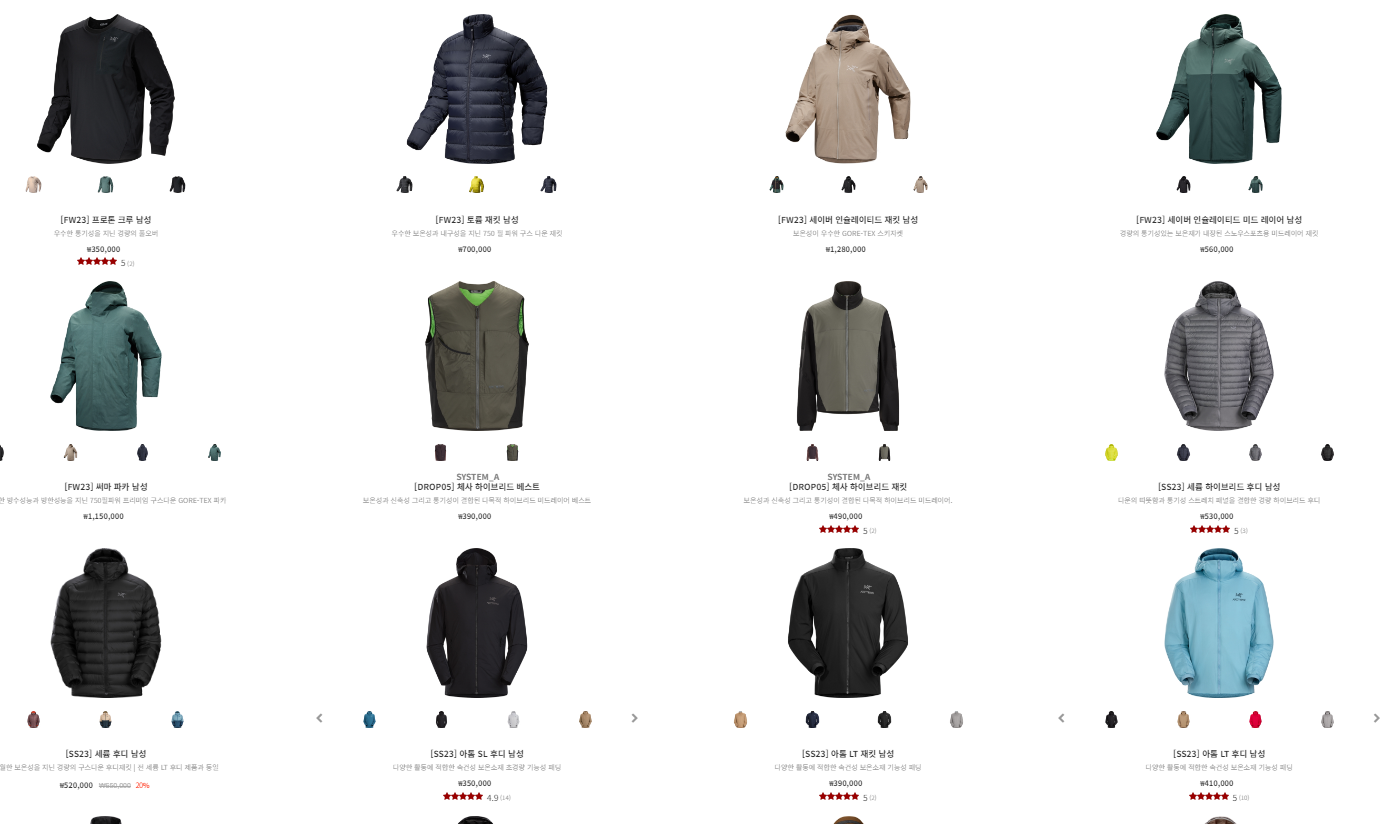 [FW23] 프로톤 크루 남성
우수한 통기성을 지닌 경량의 풀오버
₩350,000
5 (2)
[FW23] 토륨 재킷 남성
우수한 보온성과 내구성을 지닌 750 필 파워 구스 다운 재킷
₩700,000
[FW23] 세이버 인슐레이티드 재킷 남성
보온성이 우수한 GORE-TEX 스키자켓
₩1,280,000
[FW23] 세이버 인슐레이티드 미드 레이어 남성
경량의 통기성있는 보온재가 내장된 스노우스포츠용 미드레이어 재킷
₩560,000
[FW23] 써마 파카 남성
한 방수성능과 방한성능을 지닌 750필파워 프리미엄 구스다운 GORE-TEX 파카
₩1,150,000
SYSTEM_A
[DROP05] 체사 하이브리드 베스트
보온성과 신축성 그리고 통기성이 결합된 다목적 하이브리드 미드레이어 베스트
₩390,000
SYSTEM_A
[DROP05] 체사 하이브리드 재킷
보온성과 신축성 그리고 통기성이 결합된 다목적 하이브리드 미드레이어.
₩490,000
5 (2)
[SS23] 세륨 하이브리드 후디 남성
다운의 따뜻함과 통기성 스트레치 패널을 결합한 경량 하이브리드 후디
₩530,000
5 (3)
[SS23] 세륨 후디 남성
월한 보온성을 지닌 경량의 구스다운 후디재킷 | 신 세륨 LT 후디 제품과 동일
₩520,000 ₩650,000 20%
[SS23] 아톰 SL 후디 남성
다양한 활동에 적합한 속건성 보온소재 초경량 기능성 패딩
₩350,000
4.9 (14)
[SS23] 아톰 LT 재킷 남성
다양한 활동에 적합한 속건성 보온소재 기능성 패딩
₩390,000
5 (2)
[SS23] 아톰 LT 후디 남성
다양한 활동에 적합한 속건성 보온소재 기능성 패딩
₩410,000
5 (10)